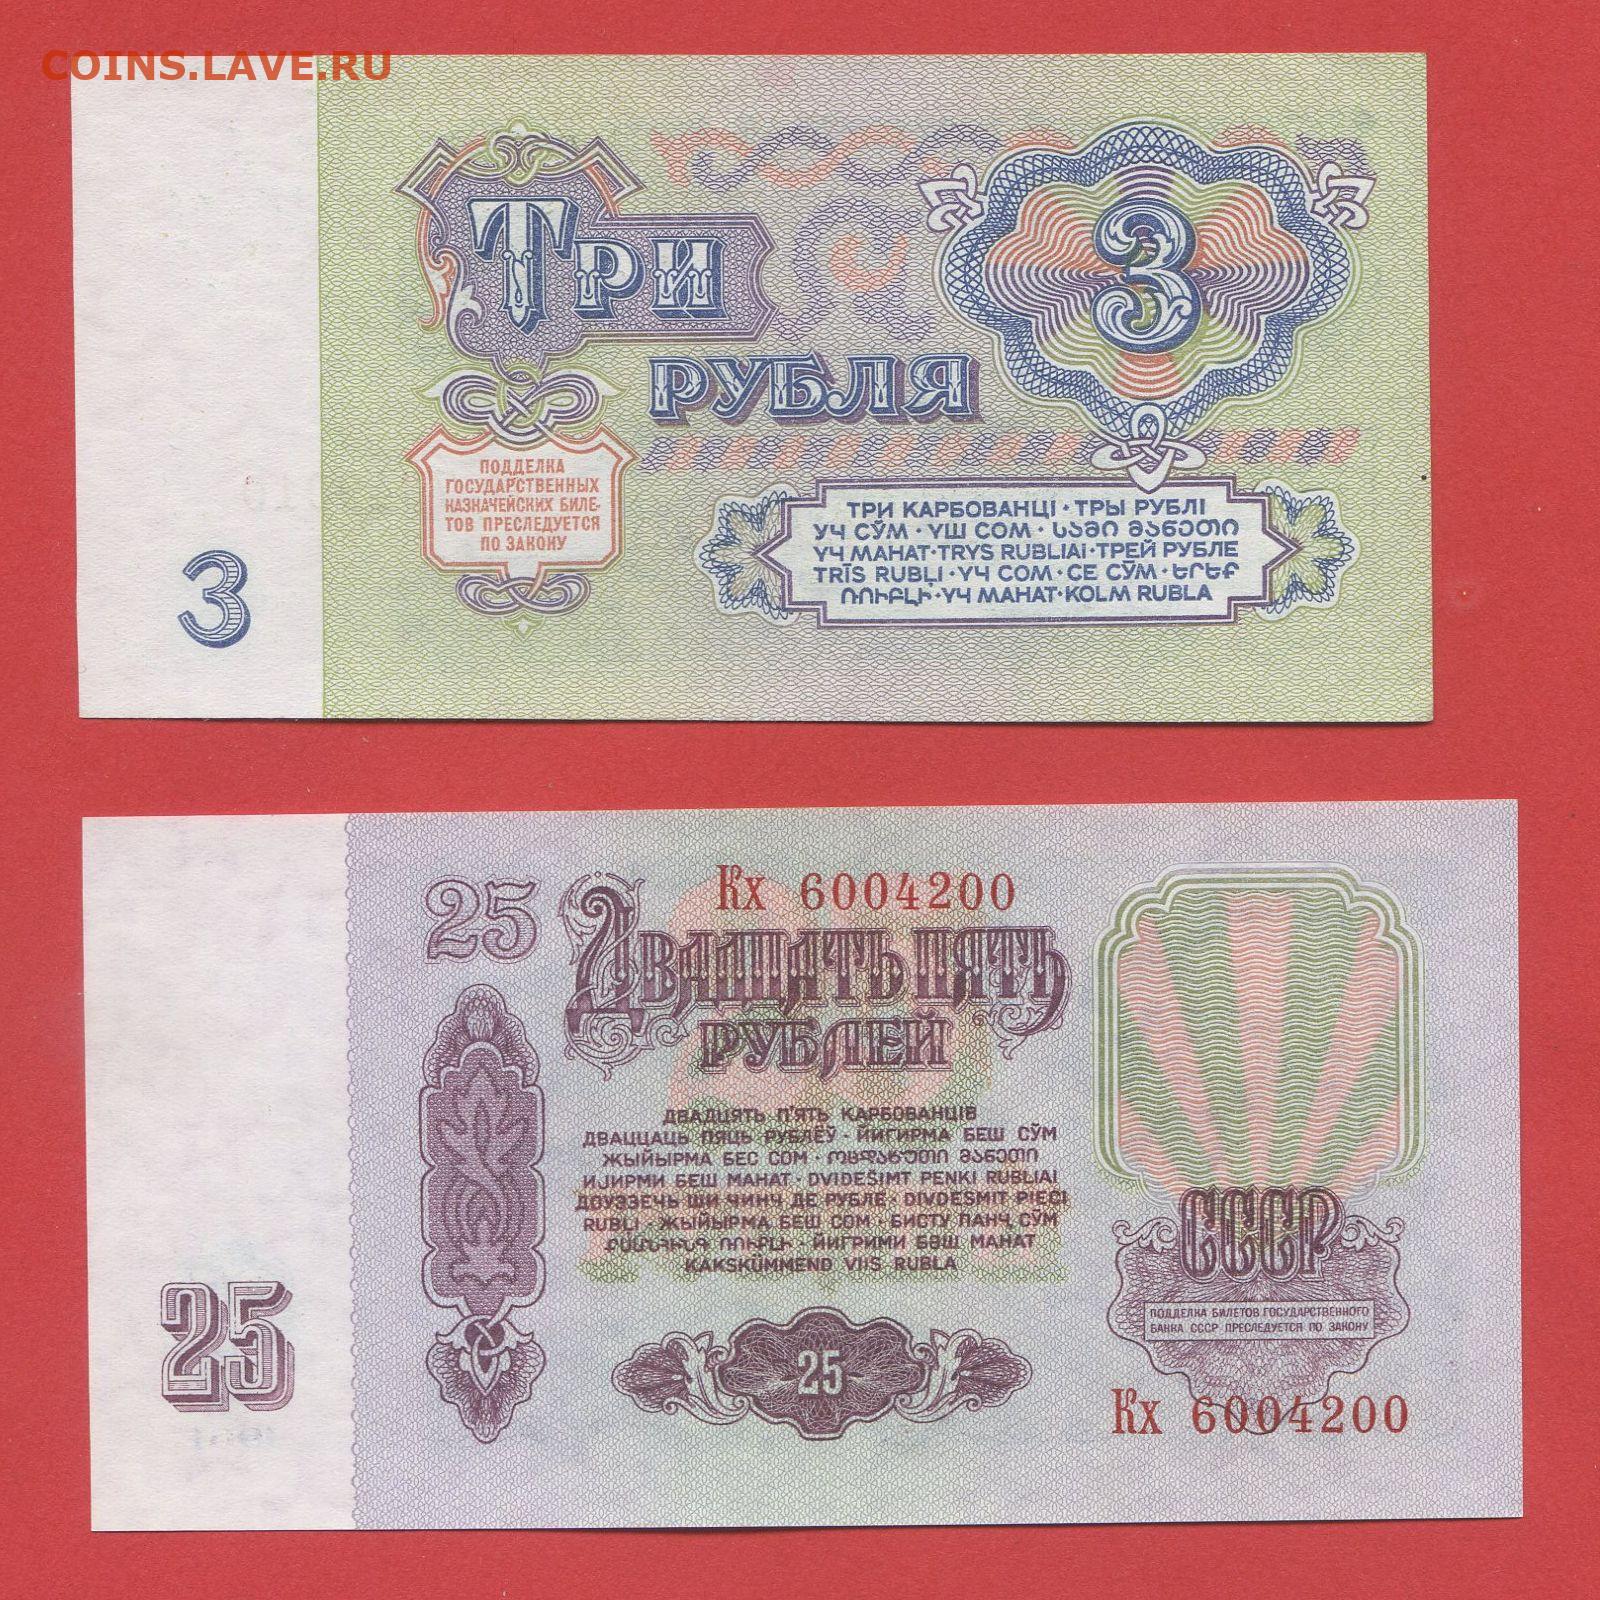 COINS.LAVE.RU
ТРИ
РУБЛЯ
3
ПОДДЕЛКА
ГОСУДАРСТВЕННЫХ
КАЗНАЧЕЙСКИХ БИЛЕ-
ТОВ ПРЕСЛЕДУЕТСЯ
ПО ЗАКОНУ
ТРИ КАРБОВАНЦІ · ТРЫ РУБЛІ
УЧ СЎМ · ҮШ СОМ · ᲡᲐᲛᲘ ᲛᲐᲜᲔᲗᲘ
ҮЧ МАНАТ · TRYS RUBLIAI · ТРЕЙ РУБЛЕ
TRĪS RUBĻI · ҮЧ СОМ · СЕ СӮМ · ԵՐԵՔ
ՌՈՒԲԼԻ · ҮЧ МАНАТ · KOLM RUBLA
3
25
Кх 6004200
ДВАДЦАТЬ ПЯТЬ
РУБЛЕЙ
ДВАДЦЯТЬ П'ЯТЬ КАРБОВАНЦІВ
ДВАЦЦАЦЬ ПЯЦЬ РУБЛЁЎ · ЙИГИРМА БЕШ СЎМ
ЖЫЙЫРМА БЕС СОМ · ᲝᲪᲓᲐᲮᲣᲗᲘ ᲛᲐᲜᲔᲗᲘ
ИЈИРМИ БЕШ МАНАТ · DVIDEŠIMT PENKI RUBLIAI
ДОУЗЗЕЧЬ ШИ ЧИНЧ ДЕ РУБЛЕ · DIVDESMIT PIECI
RUBĻI · ЖЫЙЫРМА БЕШ СОМ · БИСТУ ПАНҶ СӮМ
ՔՍԱՆՀԻՆԳ ՌՈՒԲԼԻ · ЙИГРИМИ БӘШ МАНАТ
KAKSKÜMMEND VIIS RUBLA
СССР
ПОДДЕЛКА БИЛЕТОВ ГОСУДАРСТВЕННОГО
БАНКА СССР ПРЕСЛЕДУЕТСЯ ПО ЗАКОНУ
25
25
Кх 6004200